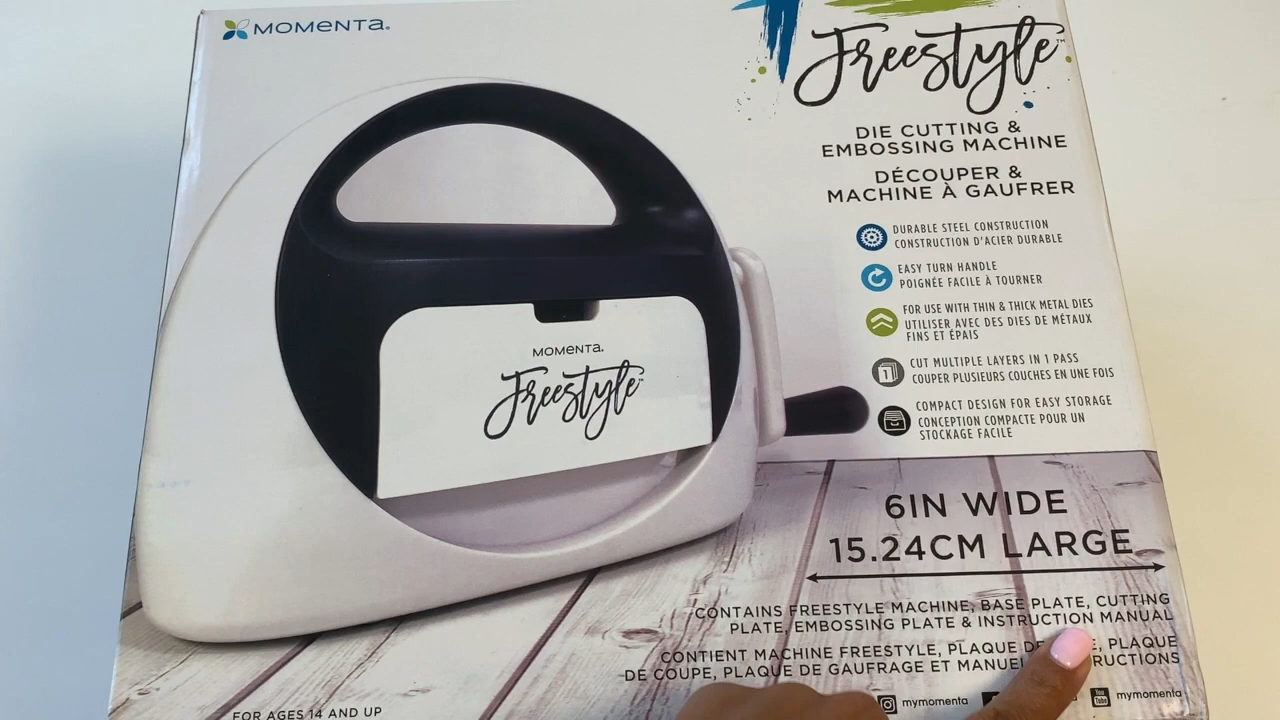 MOMENTA®
Freestyle™
DIE CUTTING &
EMBOSSING MACHINE
DÉCOUPER &
MACHINE À GAUFRER
DURABLE STEEL CONSTRUCTION
CONSTRUCTION D'ACIER DURABLE
EASY TURN HANDLE
POIGNÉE FACILE À TOURNER
FOR USE WITH THIN & THICK METAL DIES
UTILISER AVEC DES DIES DE MÉTAUX
FINS ET ÉPAIS
1
CUT MULTIPLE LAYERS IN 1 PASS
COUPER PLUSIEURS COUCHES EN UNE FOIS
COMPACT DESIGN FOR EASY STORAGE
CONCEPTION COMPACTE POUR UN
STOCKAGE FACILE
MOMENTA®
Freestyle™
6IN WIDE
15.24CM LARGE
CONTAINS FREESTYLE MACHINE, BASE PLATE, CUTTING
PLATE, EMBOSSING PLATE & INSTRUCTION MANUAL
CONTIENT MACHINE FREESTYLE, PLAQUE PLAQUE
DE COUPE, PLAQUE DE GAUFRAGE ET MANUEL
mymomenta
You Tube mymomenta
FOR AGES 14 AND UP